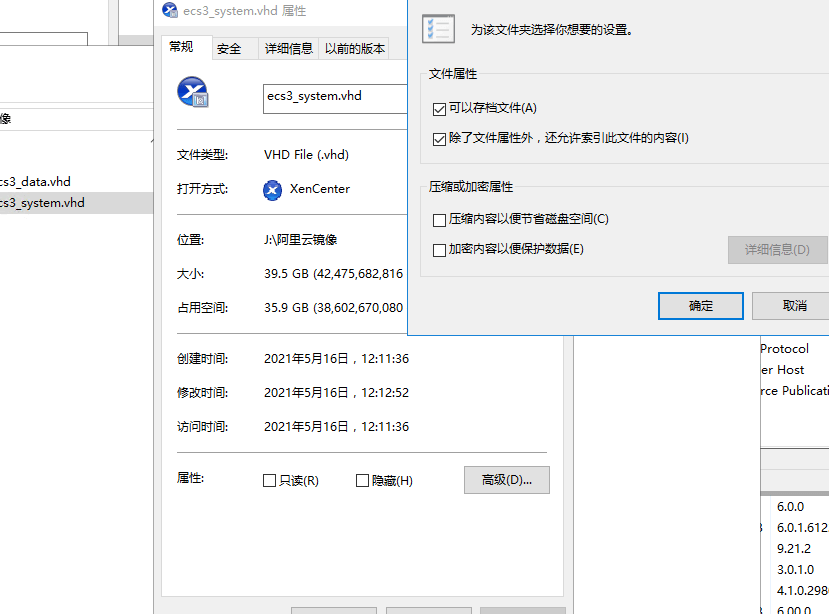 ecs3_system.vhd 属性
常规 安全 详细信息 以前的版本
ecs3_system.vhd
文件类型: VHD File (.vhd)
打开方式: XenCenter
位置: J:\阿里云镜像
大小: 39.5 GB (42,475,682,816
占用空间: 35.9 GB (38,602,670,080
创建时间: 2021年5月16日，12:11:36
修改时间: 2021年5月16日，12:12:52
访问时间: 2021年5月16日，12:11:36
属性: 只读(R) 隐藏(H) 高级(D)...
像
cs3_data.vhd
cs3_system.vhd
为该文件夹选择你想要的设置。
文件属性
可以存档文件(A)
除了文件属性外，还允许索引此文件的内容(I)
压缩或加密属性
压缩内容以便节省磁盘空间(C)
加密内容以便保护数据(E)
详细信息(D)
确定 取消
Protocol
er Host
rce Publicati
6.0.0
6.0.1.612
9.21.2
3.0.1.0
4.1.0.298
6.00.0